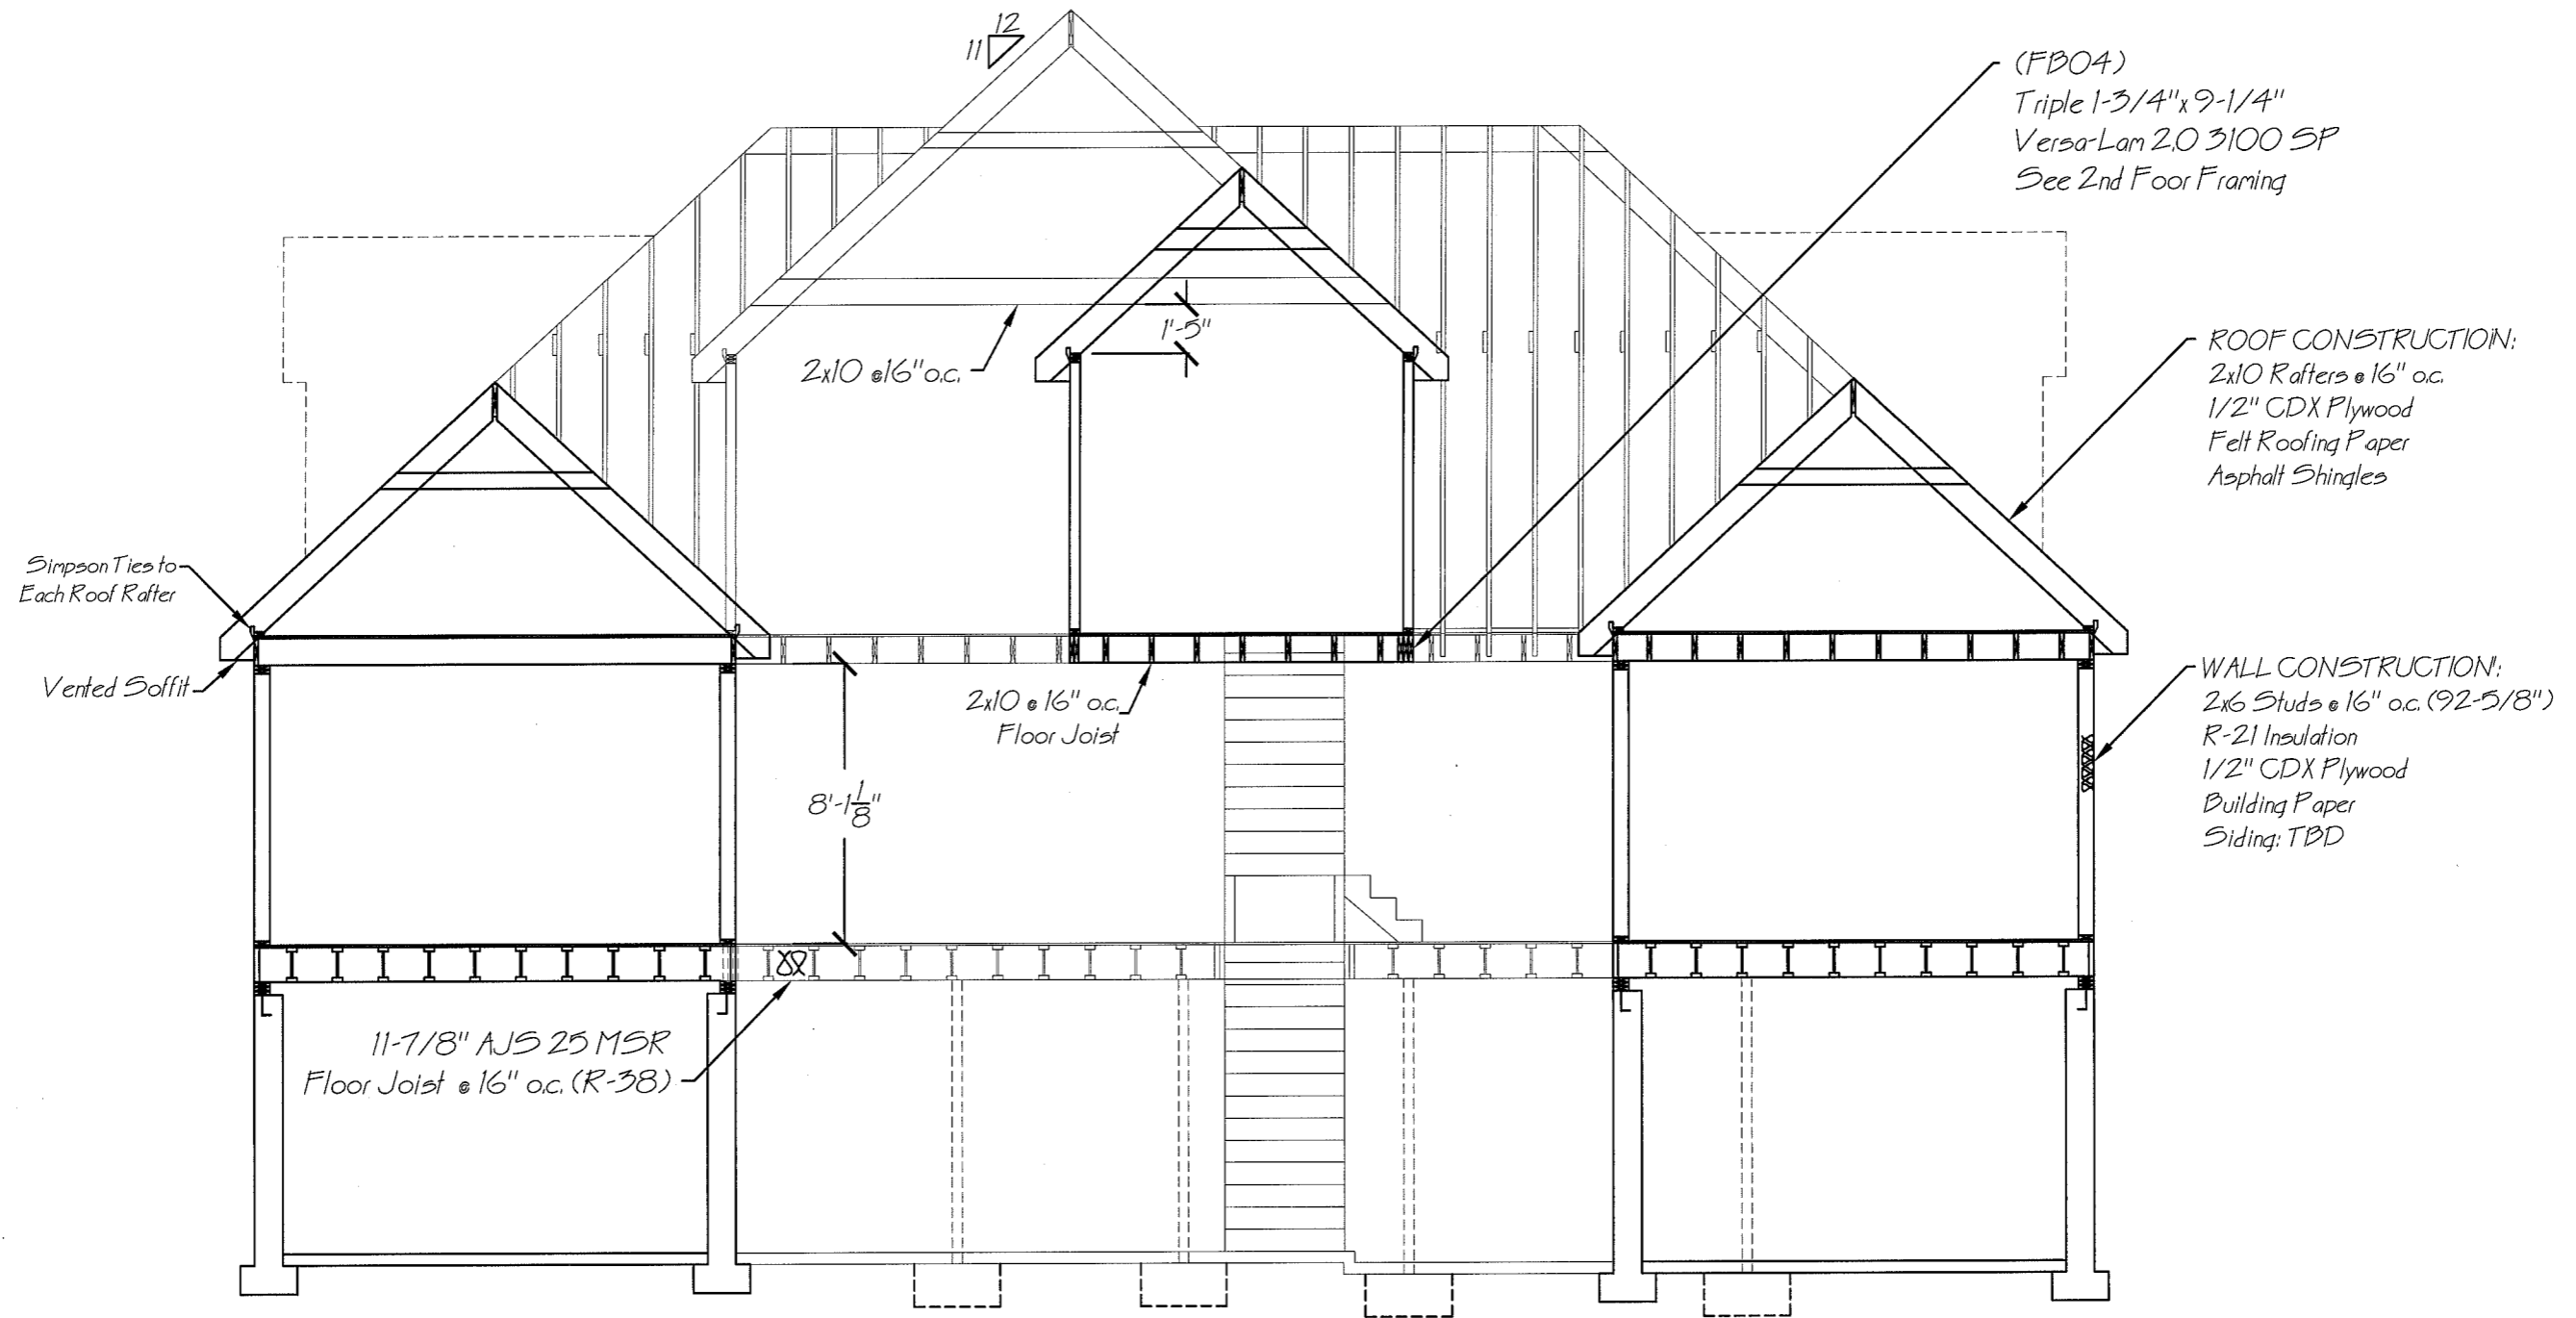 12
11
(FB04)
Triple 1-3/4"x 9-1/4"
Versa-Lam 2.0 3100 SP
See 2nd Foor Framing
1'-5"
2x10 @16" o.c.
ROOF CONSTRUCTION:
2x10 Rafters @ 16" o.c.
1/2" CDX Plywood
Felt Roofing Paper
Asphalt Shingles
Simpson Ties to
Each Roof Rafter
Vented Soffit
2x10 @ 16" o.c.
Floor Joist
8'-1 1/8"
WALL CONSTRUCTION:
2x6 Studs @ 16" o.c. (92-5/8")
R-21 Insulation
1/2" CDX Plywood
Building Paper
Siding: TBD
11-7/8" AJS 25 MSR
Floor Joist @ 16" o.c. (R-38)